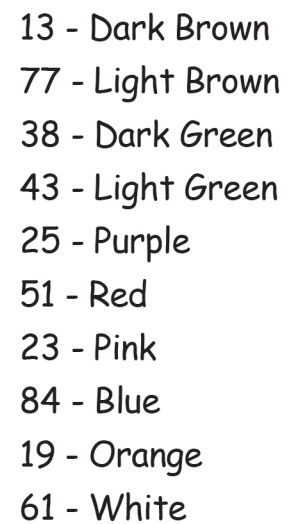 13 - Dark Brown
77 - Light Brown
38 - Dark Green
43 - Light Green
25 - Purple
51 - Red
23 - Pink
84 - Blue
19 - Orange
61 - White